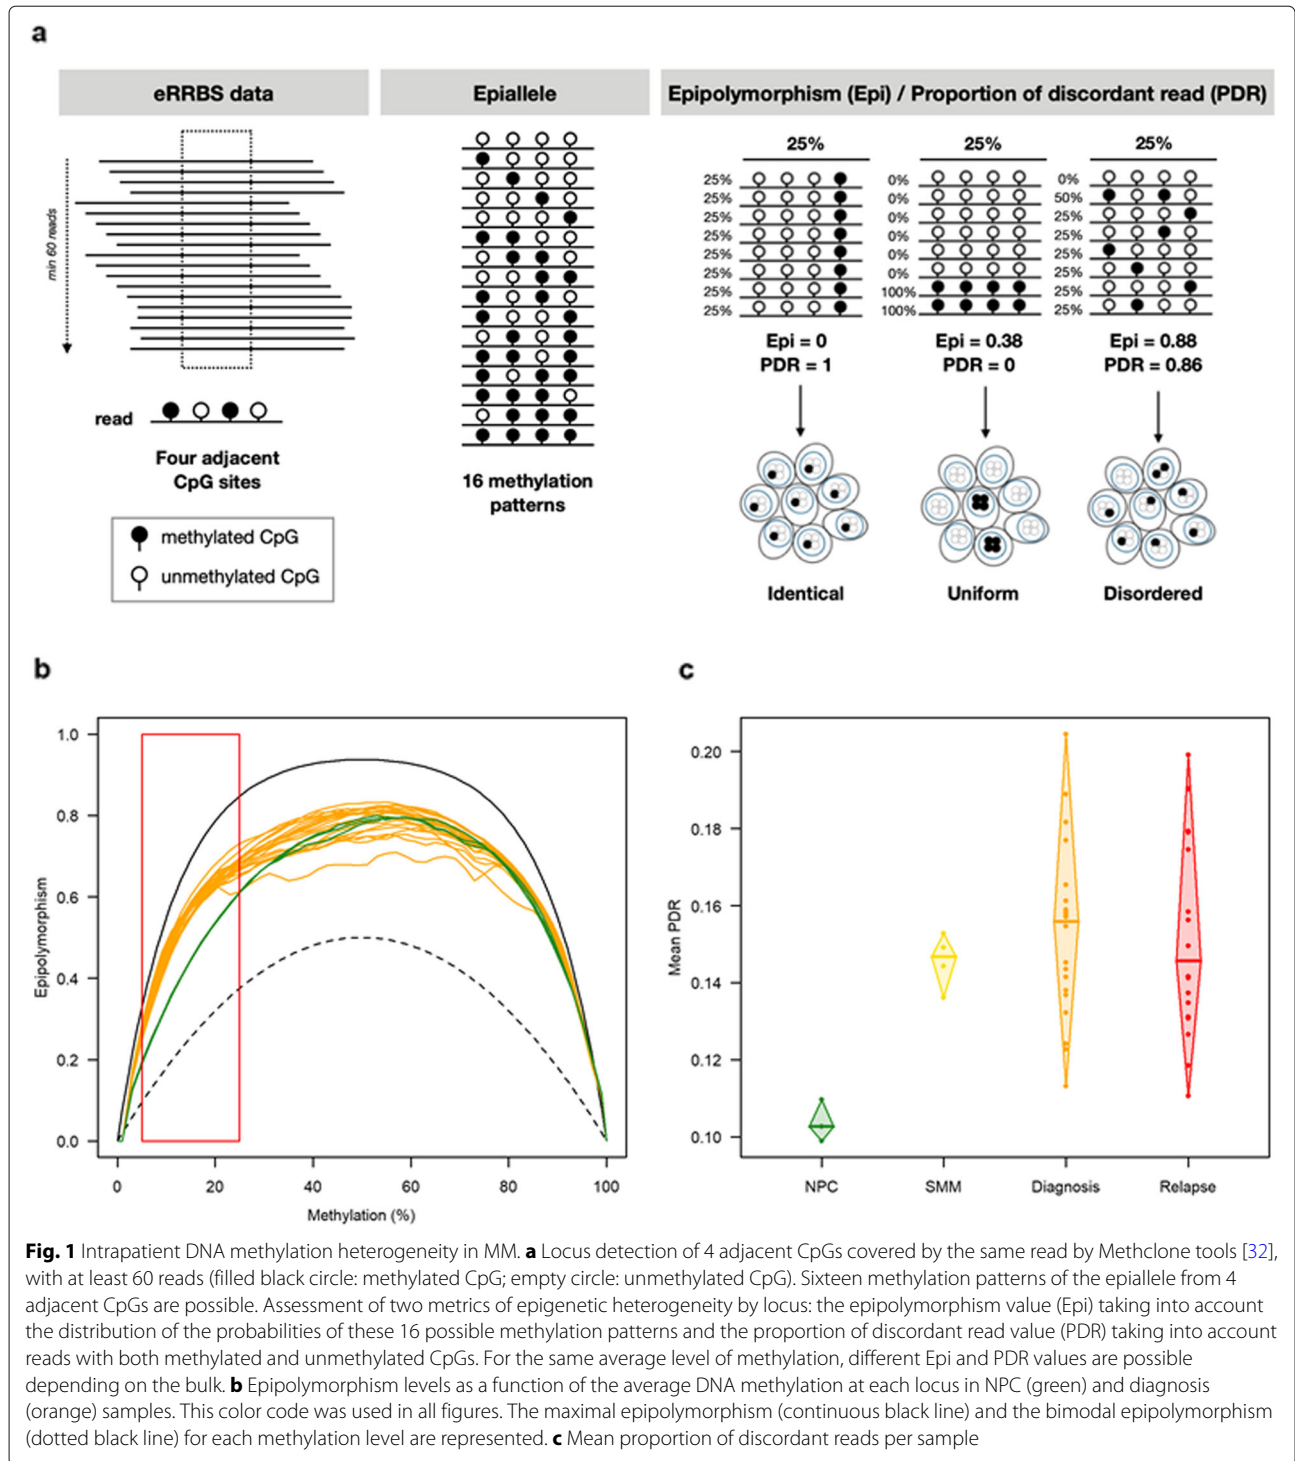 a
eRRBS data
Epiallele
Epipolymorphism (Epi) / Proportion of discordant read (PDR)
min 60 reads
read
Four adjacent
CpG sites
methylated CpG
unmethylated CpG
16 methylation
patterns
25%
25%
25%
25%
25%
25%
25%
25%
25%
Epi = 0
PDR = 1
Identical
25%
0%
0%
0%
0%
0%
0%
100%
100%
Epi = 0.38
PDR = 0
Uniform
25%
0%
50%
25%
25%
25%
25%
25%
25%
Epi = 0.88
PDR = 0.86
Disordered
b
Epipolymorphism
1.0
0.8
0.6
0.4
0.2
0.0
0 20 40 60 80 100
Methylation (%)
c
Mean PDR
0.20
0.18
0.16
0.14
0.12
0.10
NPC SMM Diagnosis Relapse
Fig. 1 Intrapatient DNA methylation heterogeneity in MM. a Locus detection of 4 adjacent CpGs covered by the same read by Methclone tools [32],
with at least 60 reads (filled black circle: methylated CpG; empty circle: unmethylated CpG). Sixteen methylation patterns of the epiallele from 4
adjacent CpGs are possible. Assessment of two metrics of epigenetic heterogeneity by locus: the epipolymorphism value (Epi) taking into account
the distribution of the probabilities of these 16 possible methylation patterns and the proportion of discordant read value (PDR) taking into account
reads with both methylated and unmethylated CpGs. For the same average level of methylation, different Epi and PDR values are possible
depending on the bulk. b Epipolymorphism levels as a function of the average DNA methylation at each locus in NPC (green) and diagnosis
(orange) samples. This color code was used in all figures. The maximal epipolymorphism (continuous black line) and the bimodal epipolymorphism
(dotted black line) for each methylation level are represented. c Mean proportion of discordant reads per sample